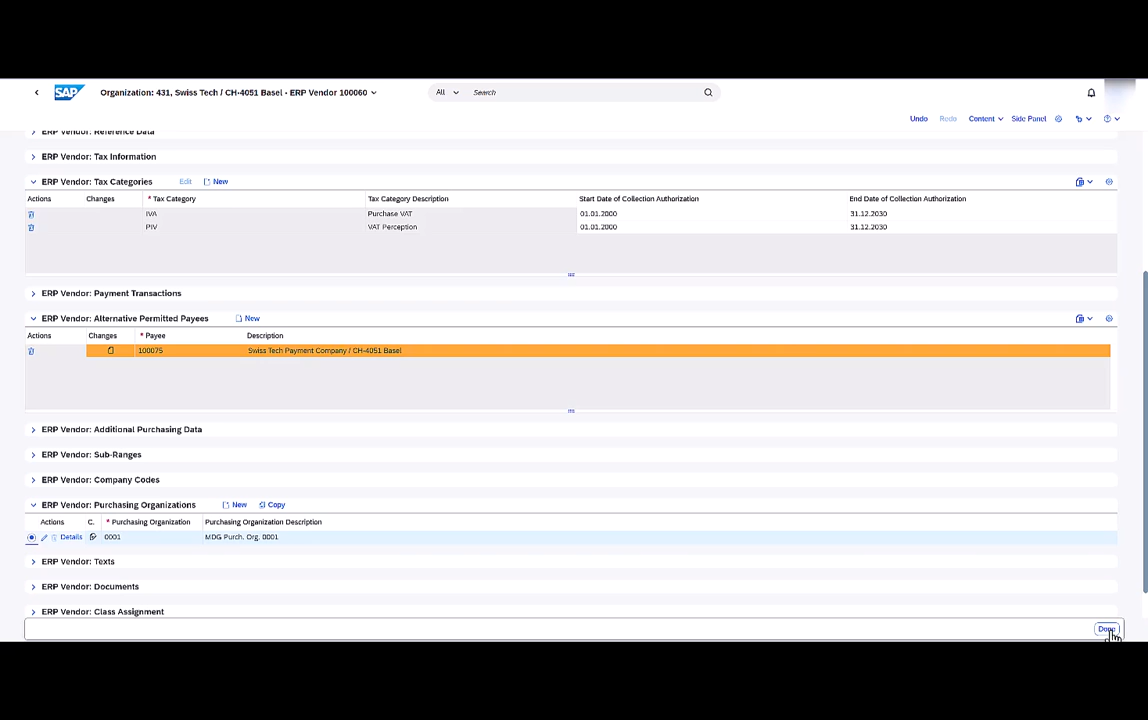 SAP Organization: 431, Swiss Tech / CH-4051 Basel - ERP Vendor 100060 All Search
Undo Redo Content Side Panel
ERP Vendor: Reference Data
ERP Vendor: Tax Information
ERP Vendor: Tax Categories Edit New
Actions Changes * Tax Category Tax Category Description Start Date of Collection Authorization End Date of Collection Authorization
IVA Purchase VAT 01.01.2000 31.12.2030
PIV VAT Perception 01.01.2000 31.12.2030
ERP Vendor: Payment Transactions
ERP Vendor: Alternative Permitted Payees New
Actions Changes * Payee Description
100075 Swiss Tech Payment Company / CH-4051 Basel
ERP Vendor: Additional Purchasing Data
ERP Vendor: Sub-Ranges
ERP Vendor: Company Codes
ERP Vendor: Purchasing Organizations New Copy
Actions C. * Purchasing Organization Purchasing Organization Description
Details 0001 MDG Purch. Org. 0001
ERP Vendor: Texts
ERP Vendor: Documents
ERP Vendor: Class Assignment
Done